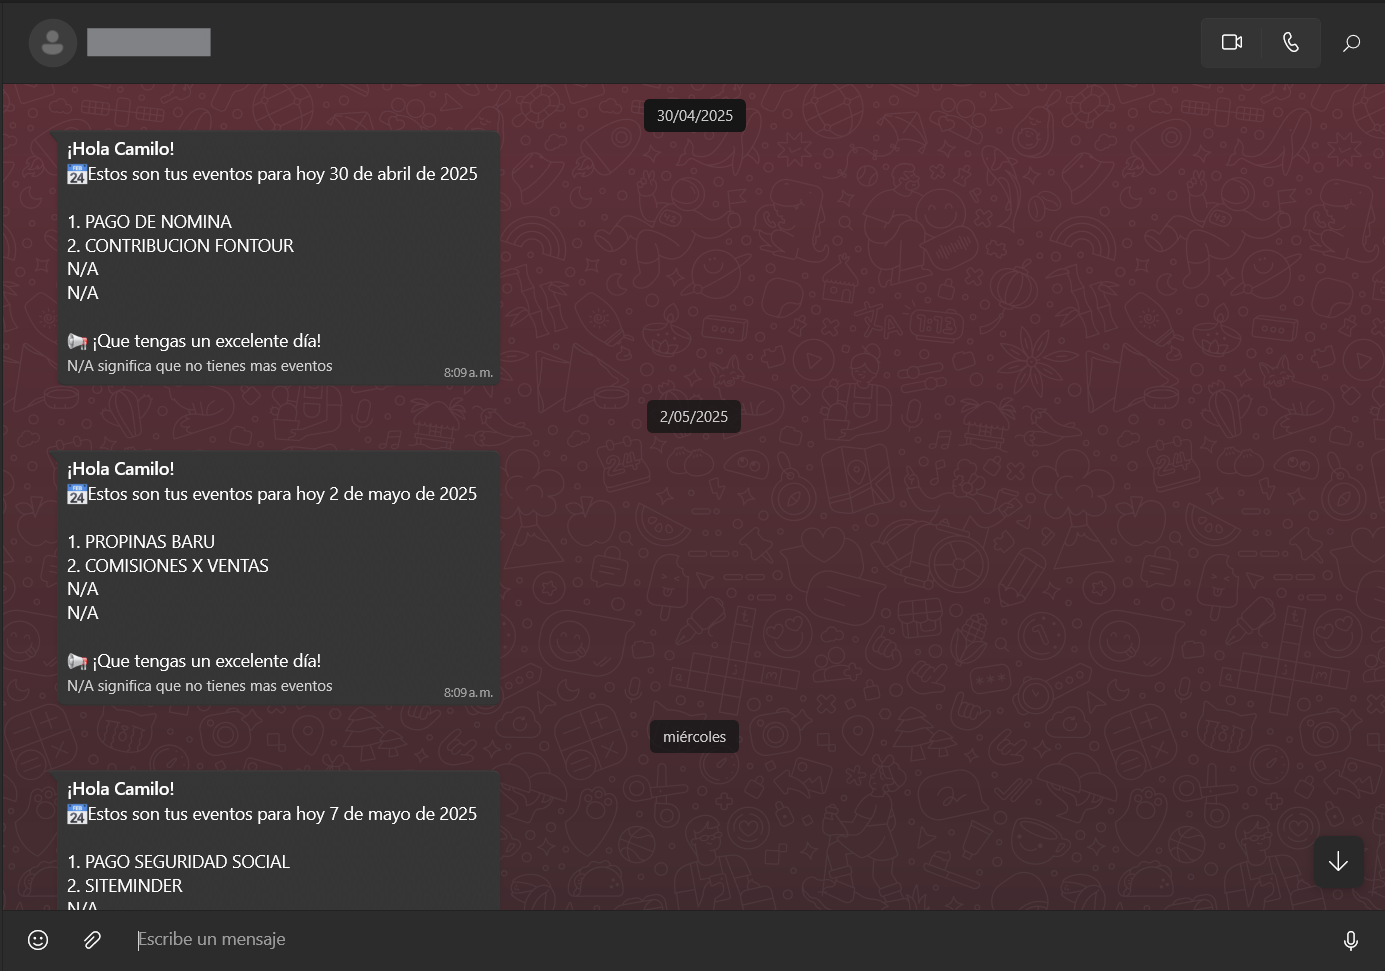 30/04/2025
¡Hola Camilo!
📅Estos son tus eventos para hoy 30 de abril de 2025
1. PAGO DE NOMINA
2. CONTRIBUCION FONTOUR
N/A
N/A
📢 ¡Que tengas un excelente día!
N/A significa que no tienes mas eventos
8:09 a. m.
2/05/2025
¡Hola Camilo!
📅Estos son tus eventos para hoy 2 de mayo de 2025
1. PROPINAS BARU
2. COMISIONES X VENTAS
N/A
N/A
📢 ¡Que tengas un excelente día!
N/A significa que no tienes mas eventos
8:09 a. m.
miércoles
¡Hola Camilo!
📅Estos son tus eventos para hoy 7 de mayo de 2025
1. PAGO SEGURIDAD SOCIAL
2. SITEMINDER
N/A
Escribe un mensaje